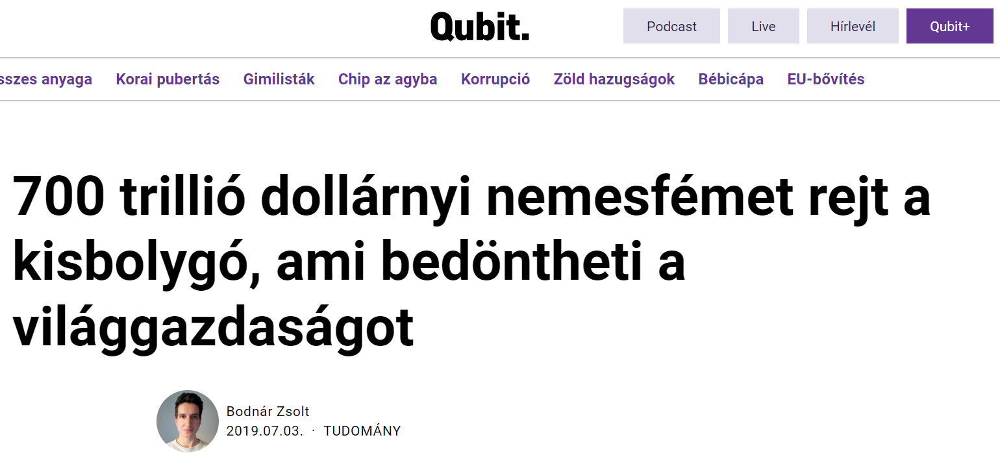 Qubit.
Podcast Live Hírlevél Qubit+
anyaga Korai pubertás Gimilisták Chip az agyba Korrupció Zöld hazugságok Bébicápa EU-bővítés
700 trillió dollárnyi nemesfémet rejt a
kisbolygó, ami bedöntheti a
világgazdaságot
Bodnár Zsolt
2019.07.03. · TUDOMÁNY